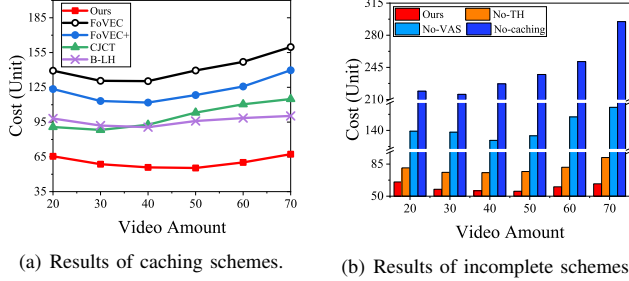 185
155
125
95
65
35
Cost (Unit)
Ours
FoVEC
FoVEC+
CJCT
B-LH
20 30 40 50 60 70
Video Amount
(a) Results of caching schemes.
315
245
210
140
85
50
Cost (Unit)
Ours No-TH
No-VAS No-caching
20 30 40 50 60 70
Video Amount
(b) Results of incomplete schemes